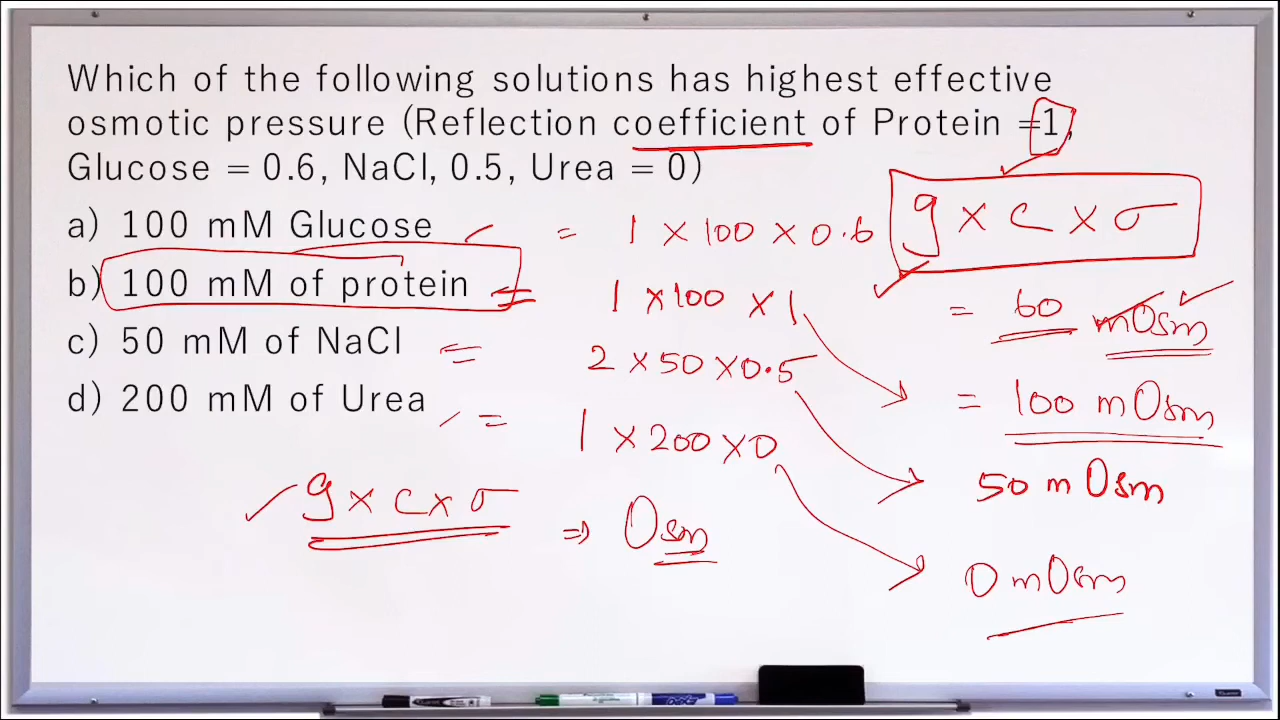 Which of the following solutions has highest effective
osmotic pressure (Reflection coefficient of Protein =1,
Glucose = 0.6, NaCl, 0.5, Urea = 0)
g × C × σ
a) 100 mM Glucose = 1 × 100 × 0.6
= 60 mOsm
b) 100 mM of protein = 1 × 100 × 1
= 100 mOsm
c) 50 mM of NaCl = 2 × 50 × 0.5
50 mOsm
d) 200 mM of Urea = 1 × 200 × 0
0 mOsm
g × C × σ ⇒ Osm